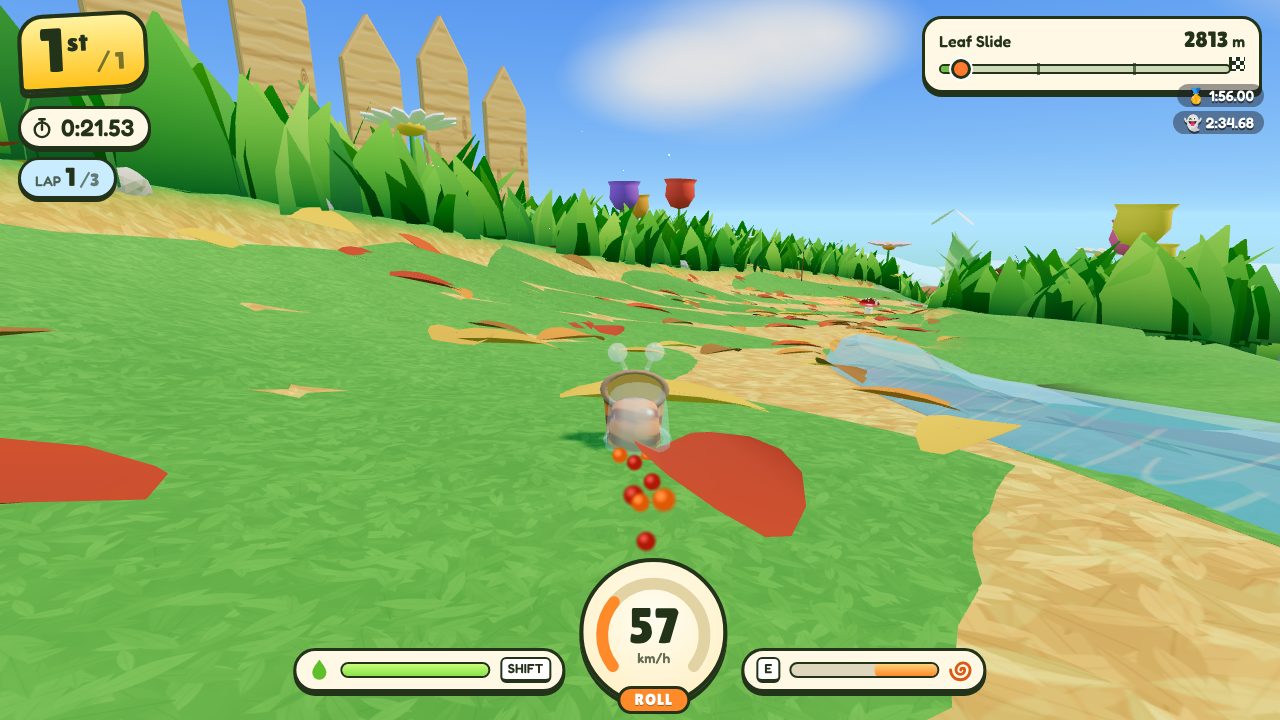 1st / 1
0:21.53
LAP 1/3
Leaf Slide 2813 m
1:56.00
2:34.68
SHIFT
57
km/h
ROLL
E